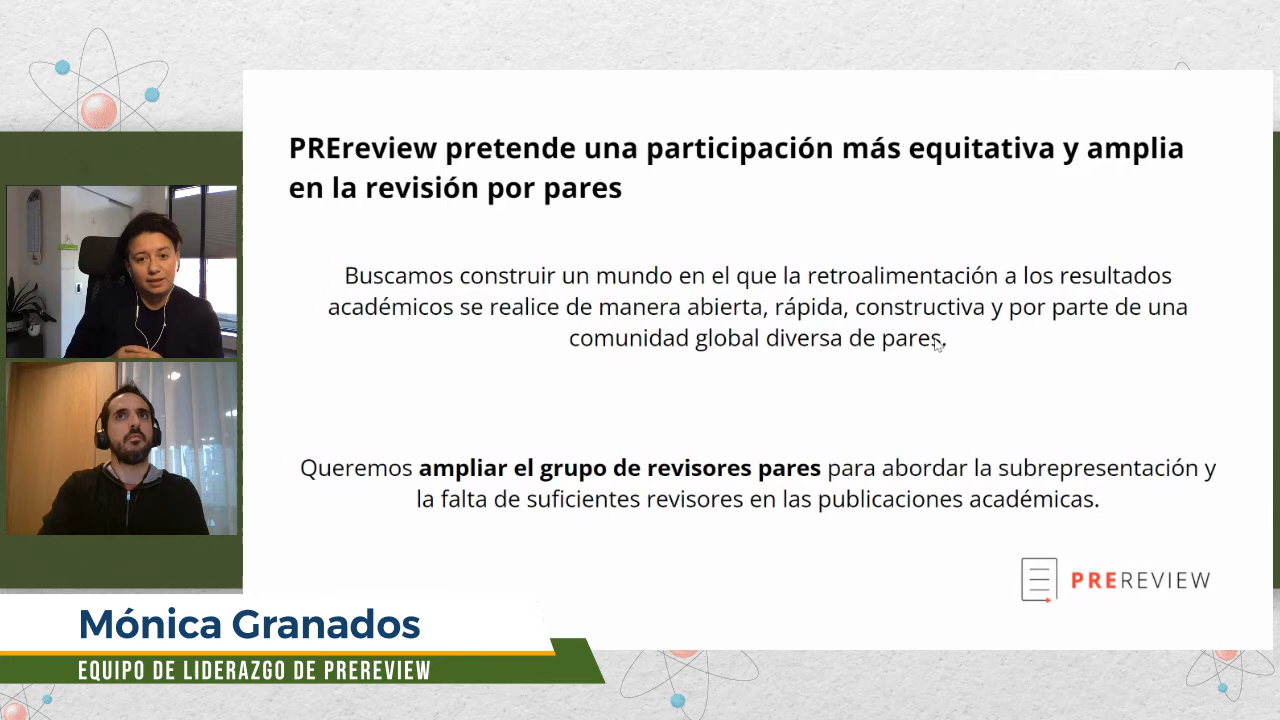 PREreview pretende una participación más equitativa y amplia
en la revisión por pares
Buscamos construir un mundo en el que la retroalimentación a los resultados
académicos se realice de manera abierta, rápida, constructiva y por parte de una
comunidad global diversa de pares.
Queremos ampliar el grupo de revisores pares para abordar la subrepresentación y
la falta de suficientes revisores en las publicaciones académicas.
PREREVIEW
Mónica Granados
EQUIPO DE LIDERAZGO DE PREREVIEW